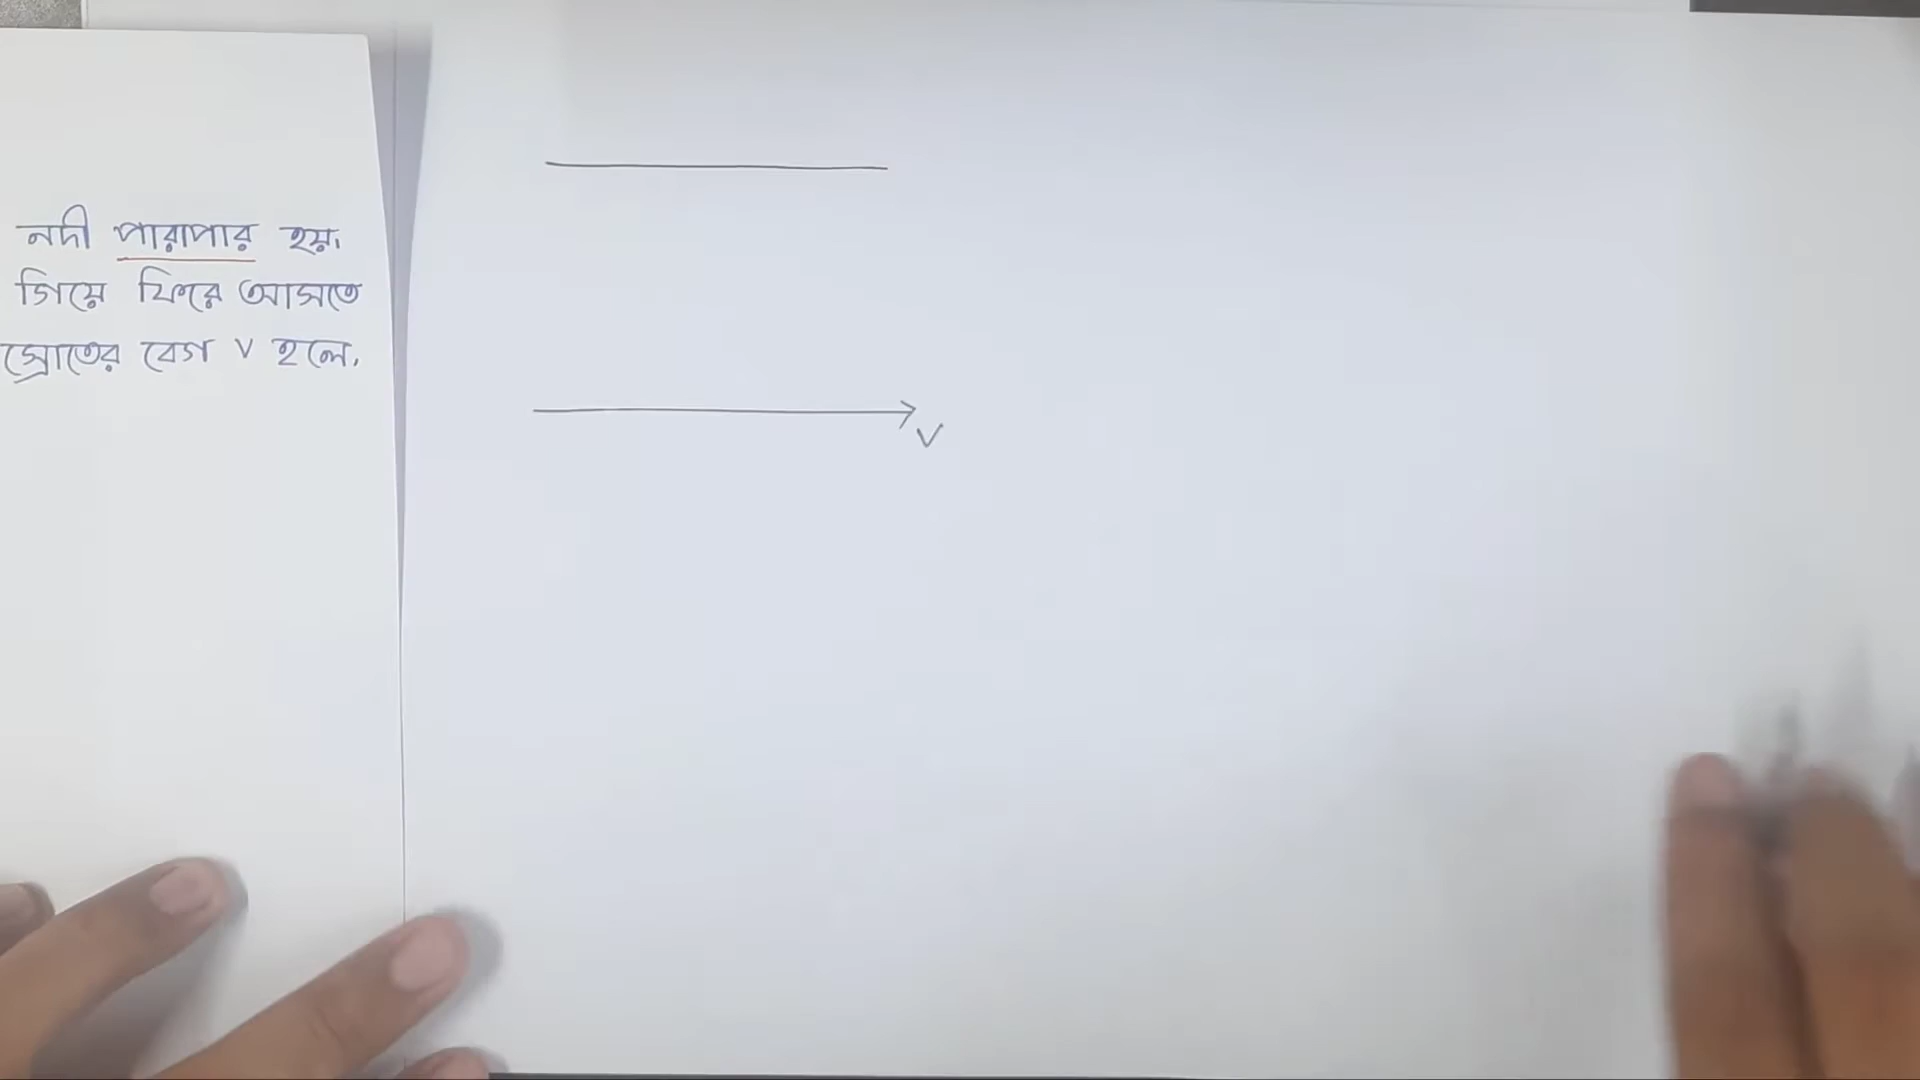 নদী পারাপার হয়।
গিয়ে ফিরে আসতে
স্রোতের বেগ v হলে,
v